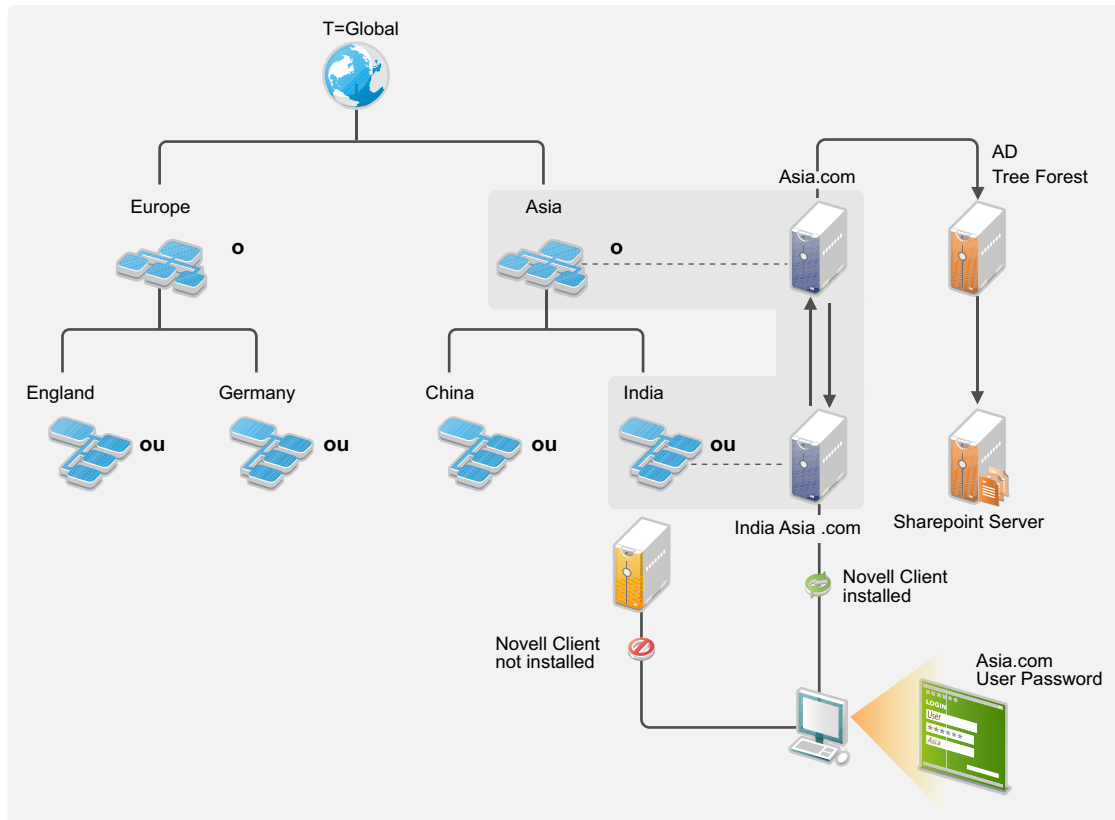 T=Global
AD
Tree Forest
Asia.com
Europe
Asia
o
o
England
Germany
China
India
ou
ou
ou
ou
India Asia .com
Sharepoint Server
Novell Client
installed
Novell Client
not installed
Asia.com
User Password
LOGIN
User
******
Asia